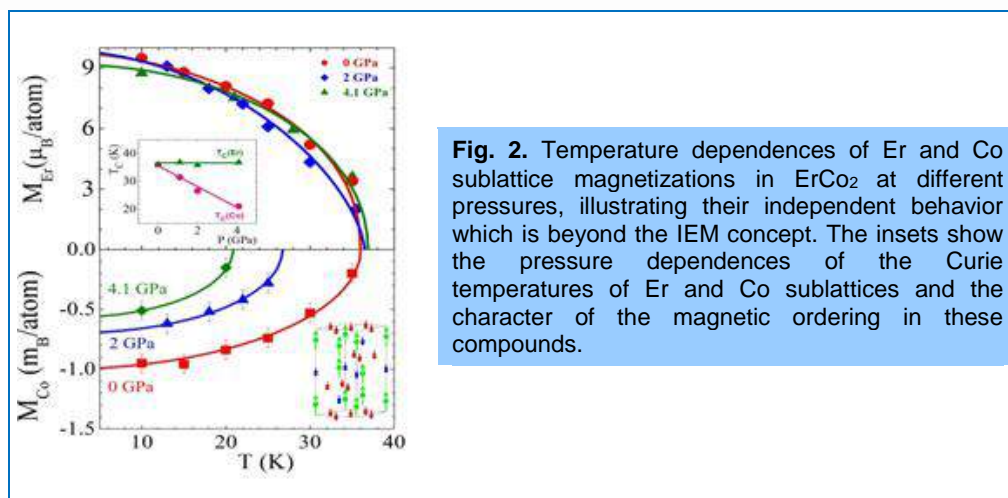 0 GPa
2 GPa
4.1 GPa
9
6
3
0.0
M_Er (μ_B/atom)
T_C (K)
40
30
20
T_C(Er)
T_C(Co)
0 2 4
P (GPa)
4.1 GPa
2 GPa
0 GPa
-0.5
-1.0
-1.5
M_Co (m_B/atom)
10 20 30 40
T (K)
Fig. 2. Temperature dependences of Er and Co
sublattice magnetizations in ErCo₂ at different
pressures, illustrating their independent behavior
which is beyond the IEM concept. The insets show
the pressure dependences of the Curie
temperatures of Er and Co sublattices and the
character of the magnetic ordering in these
compounds.